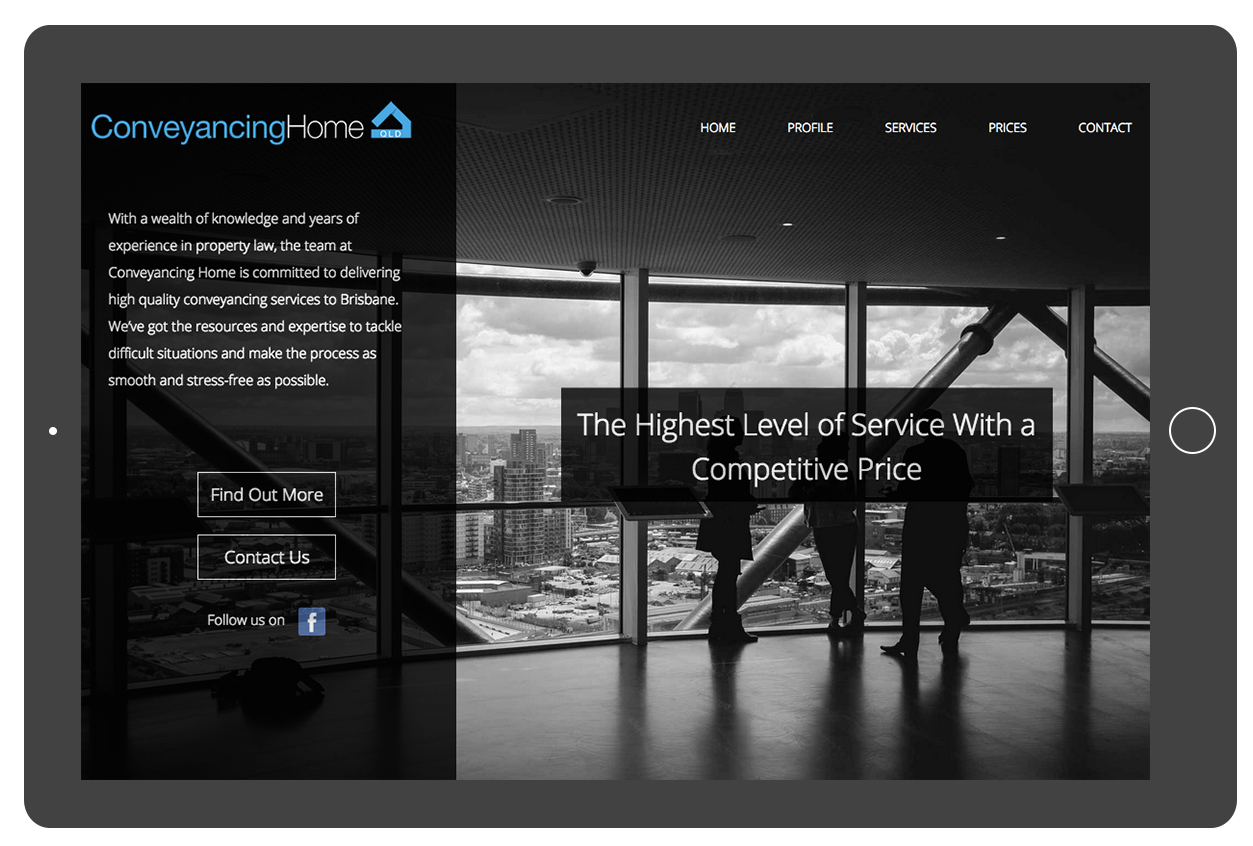 ConveyancingHome QLD
HOME PROFILE SERVICES PRICES CONTACT
With a wealth of knowledge and years of
experience in property law, the team at
Conveyancing Home is committed to delivering
high quality conveyancing services to Brisbane.
We've got the resources and expertise to tackle
difficult situations and make the process as
smooth and stress-free as possible.
The Highest Level of Service With a
Competitive Price
Find Out More
Contact Us
Follow us on f